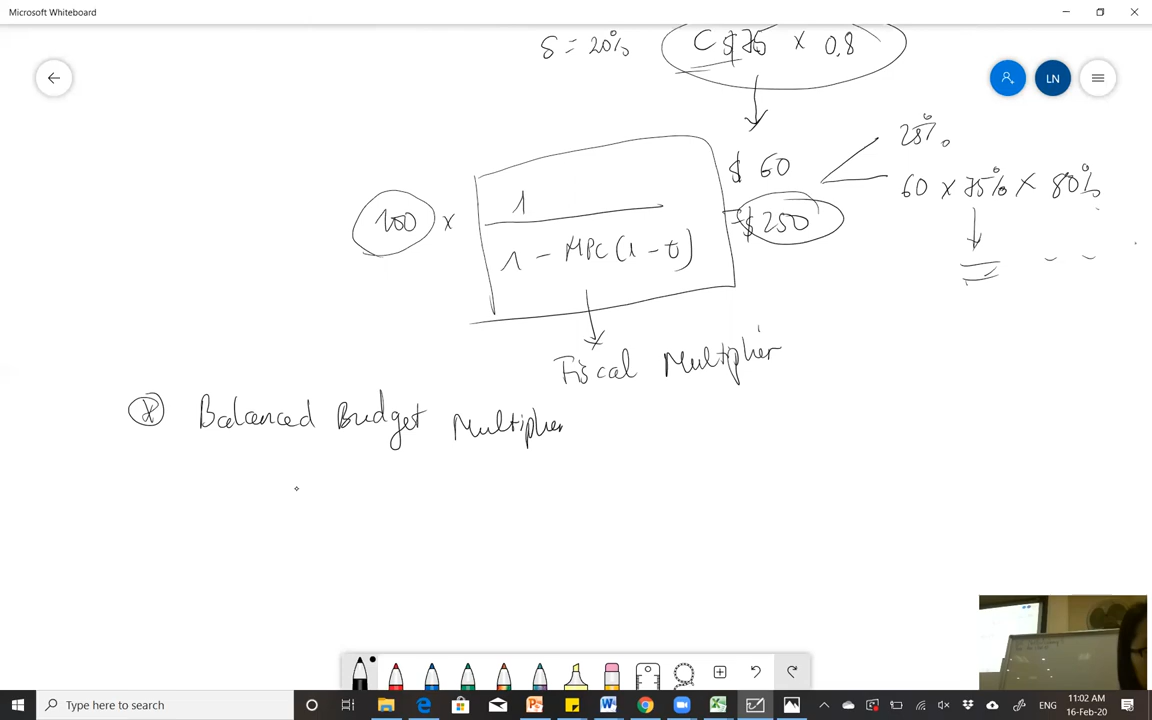 Microsoft Whiteboard
S = 20% C $75 × 0,8
LN
$ 60
25%
60 × 75% × 80%
100 ×
1
1 - MPC (1 - t)
= $250
Fiscal Multiplier
Balanced Budget Multiplier
Type here to search
ENG
11:02 AM
16-Feb-20